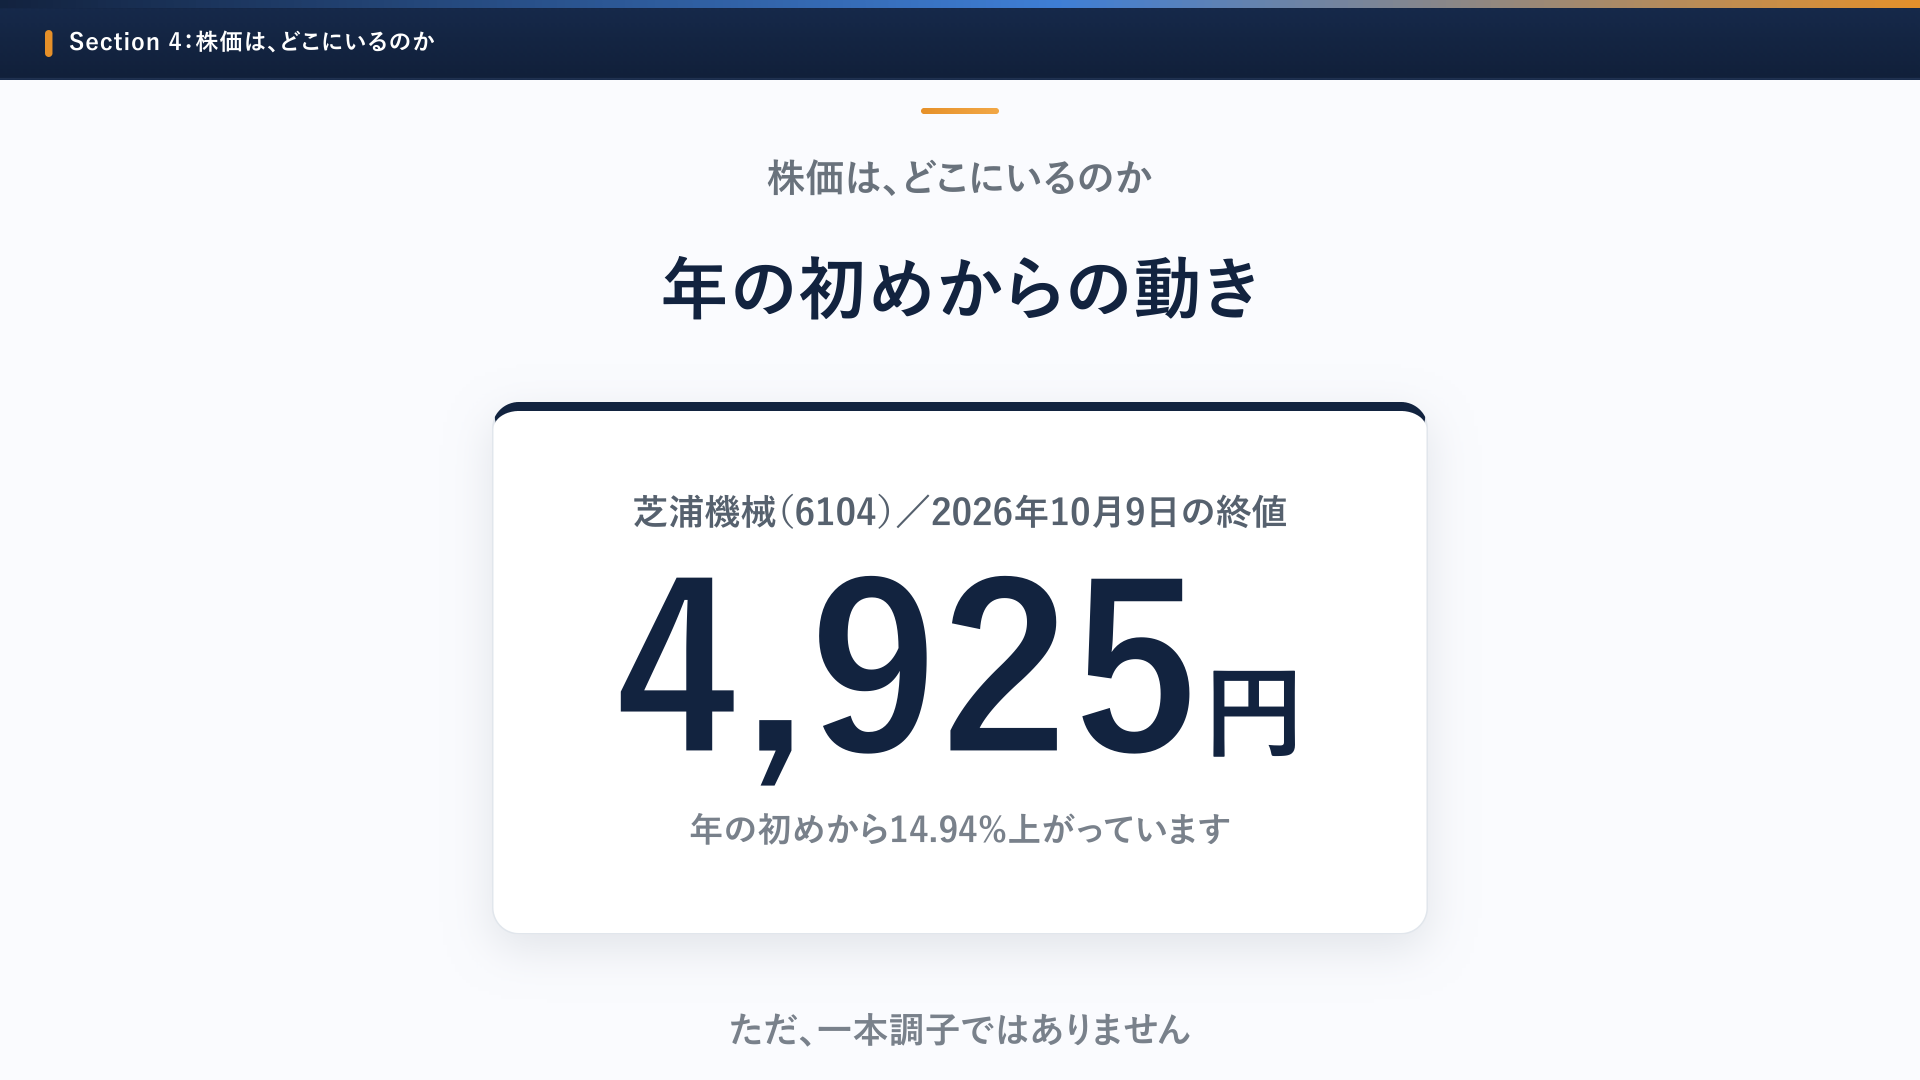 Section 4：株価は、どこにいるのか
株価は、どこにいるのか
年の初めからの動き
芝浦機械（6104）／2026年10月9日の終値
4,925円
年の初めから14.94%上がっています
ただ、一本調子ではありません